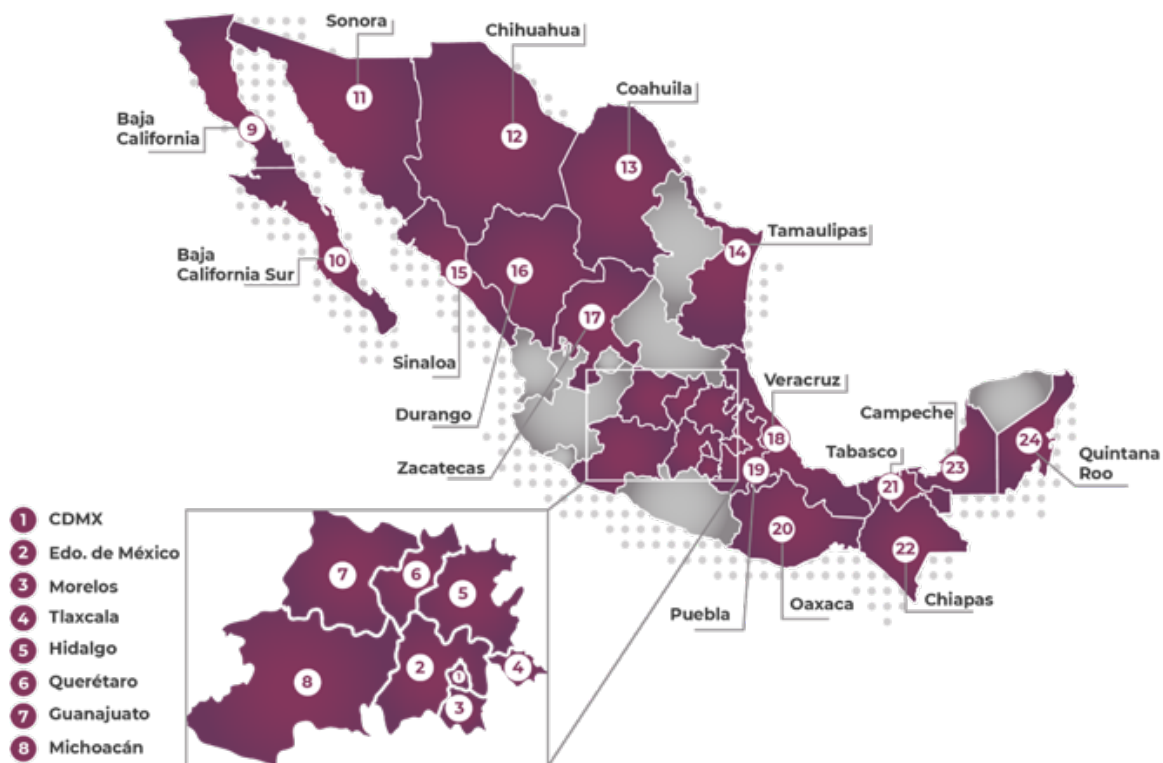 Sonora
Chihuahua
Coahuila
Baja
California
9
11
12
13
Tamaulipas
14
Baja
California Sur
10
15
16
17
Sinaloa
Durango
Zacatecas
Veracruz
Campeche
Tabasco
Quintana
Roo
18
19
20
21
22
23
24
Puebla
Oaxaca
Chiapas
1 CDMX
2 Edo. de México
3 Morelos
4 Tlaxcala
5 Hidalgo
6 Querétaro
7 Guanajuato
8 Michoacán
7
6
5
8
2
1
4
3